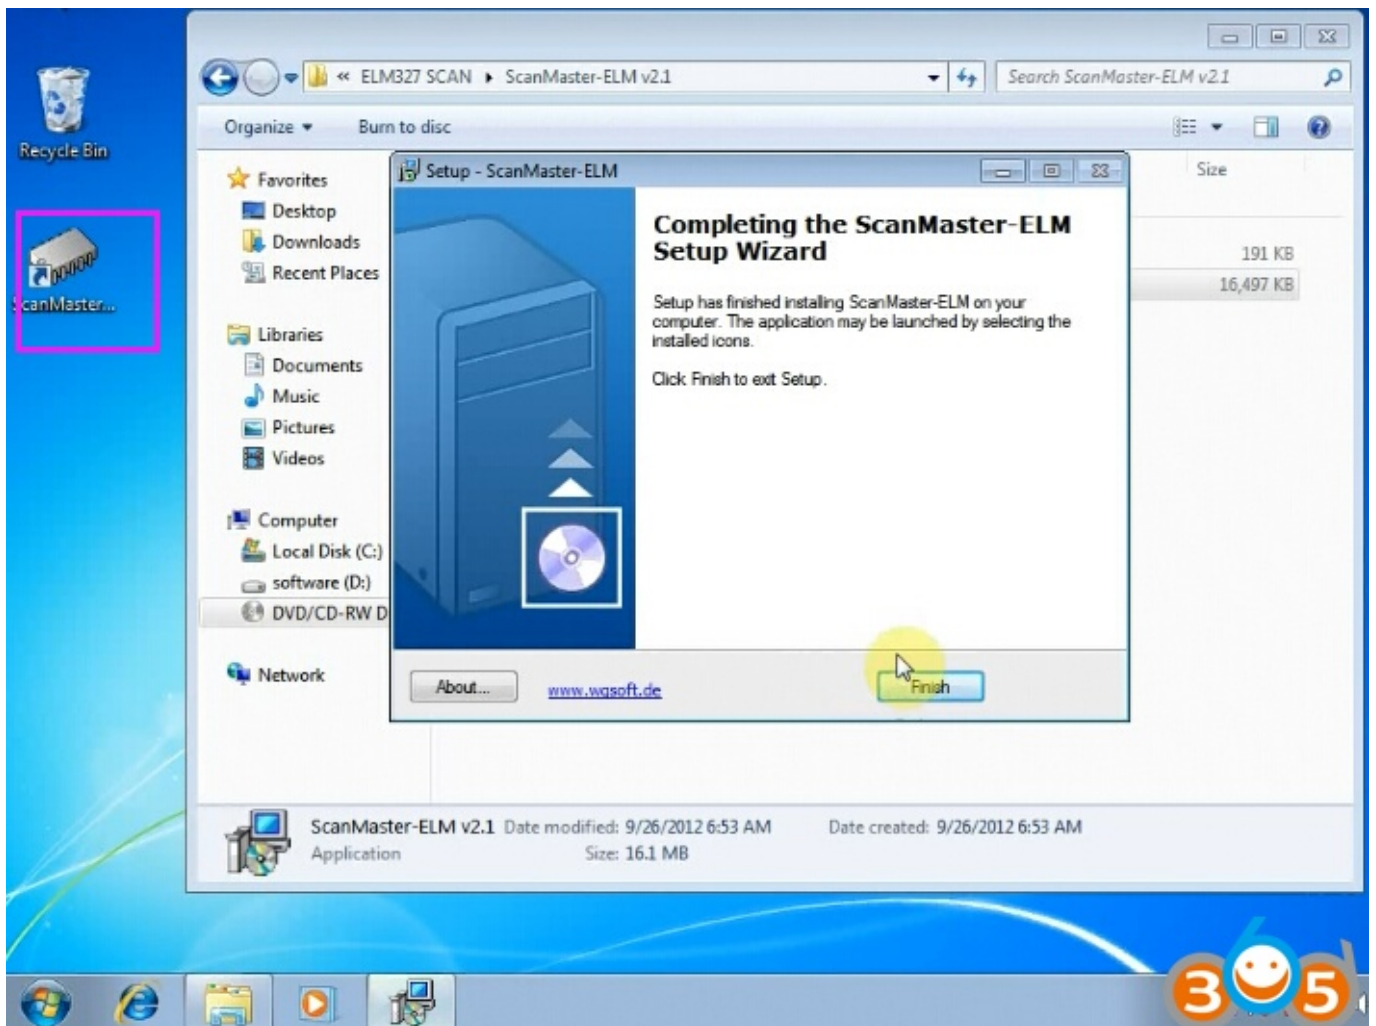 Recycle Bin
ScanMaster...
« ELM327 SCAN ▸ ScanMaster-ELM v2.1
Search ScanMaster-ELM v2.1
Organize
Burn to disc
Size
Favorites
Desktop
Downloads
Recent Places
Libraries
Documents
Music
Pictures
Videos
Computer
Local Disk (C:)
software (D:)
DVD/CD-RW D
Network
191 KB
16,497 KB
Setup - ScanMaster-ELM
Completing the ScanMaster-ELM
Setup Wizard
Setup has finished installing ScanMaster-ELM on your
computer. The application may be launched by selecting the
installed icons.
Click Finish to exit Setup.
About...
www.wgsoft.de
Finish
ScanMaster-ELM v2.1 Date modified: 9/26/2012 6:53 AM Date created: 9/26/2012 6:53 AM
Application Size: 16.1 MB
365